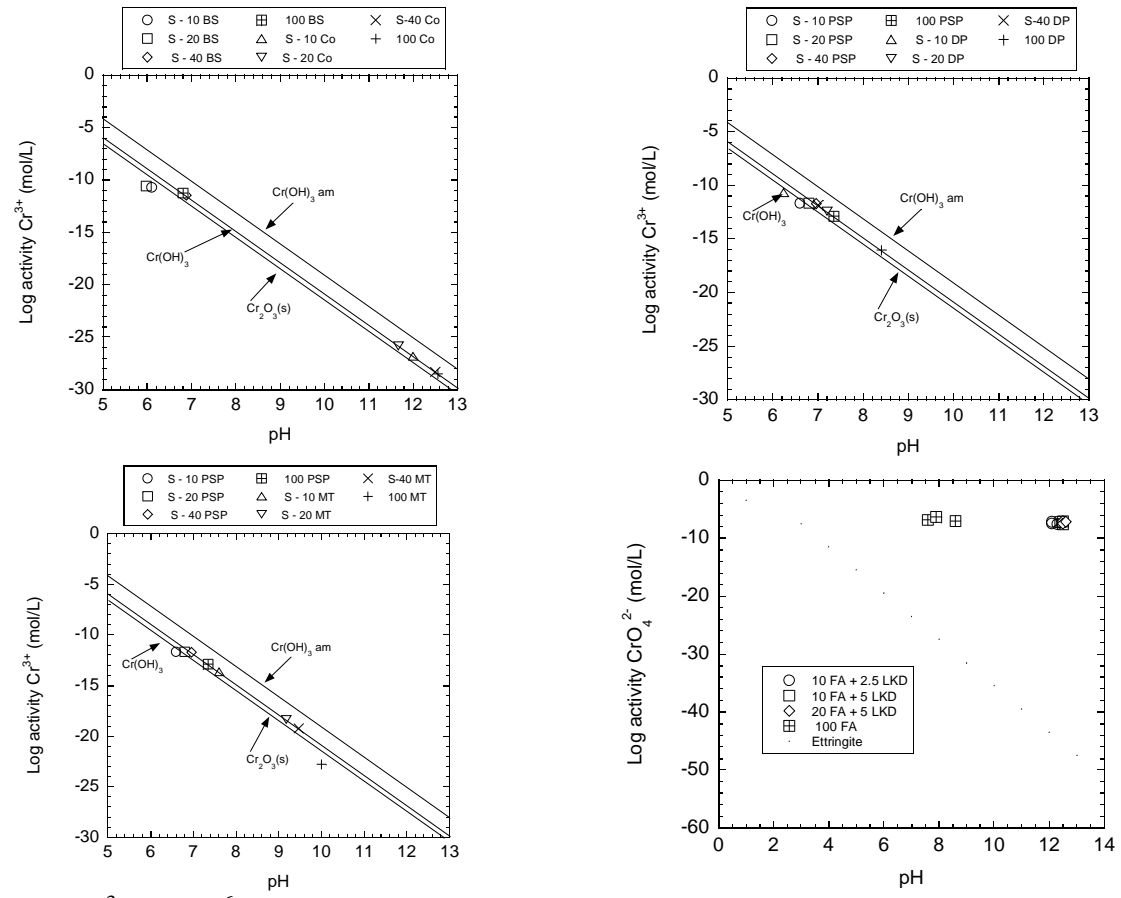 S - 10 BS 100 BS S-40 Co
S - 20 BS S - 10 Co 100 Co
S - 40 BS S - 20 Co
0
-5
-10
-15
-20
-25
-30
5 6 7 8 9 10 11 12 13
pH
Log activity Cr³⁺ (mol/L)
Cr(OH)₃ am
Cr(OH)₃
Cr₂O₃(s)
S - 10 PSP 100 PSP S-40 DP
S - 20 PSP S - 10 DP 100 DP
S - 40 PSP S - 20 DP
0
-5
-10
-15
-20
-25
-30
5 6 7 8 9 10 11 12 13
pH
Log activity Cr³⁺ (mol/L)
Cr(OH)₃ am
Cr(OH)₃
Cr₂O₃(s)
S - 10 PSP 100 PSP S-40 MT
S - 20 PSP S - 10 MT 100 MT
S - 40 PSP S - 20 MT
0
-5
-10
-15
-20
-25
-30
5 6 7 8 9 10 11 12 13
pH
Log activity Cr³⁺ (mol/L)
Cr(OH)₃ am
Cr(OH)₃
Cr₂O₃(s)
0
-10
-20
-30
-40
-50
-60
0 2 4 6 8 10 12 14
pH
Log activity CrO₄²⁻ (mol/L)
10 FA + 2.5 LKD
10 FA + 5 LKD
20 FA + 5 LKD
100 FA
Ettringite